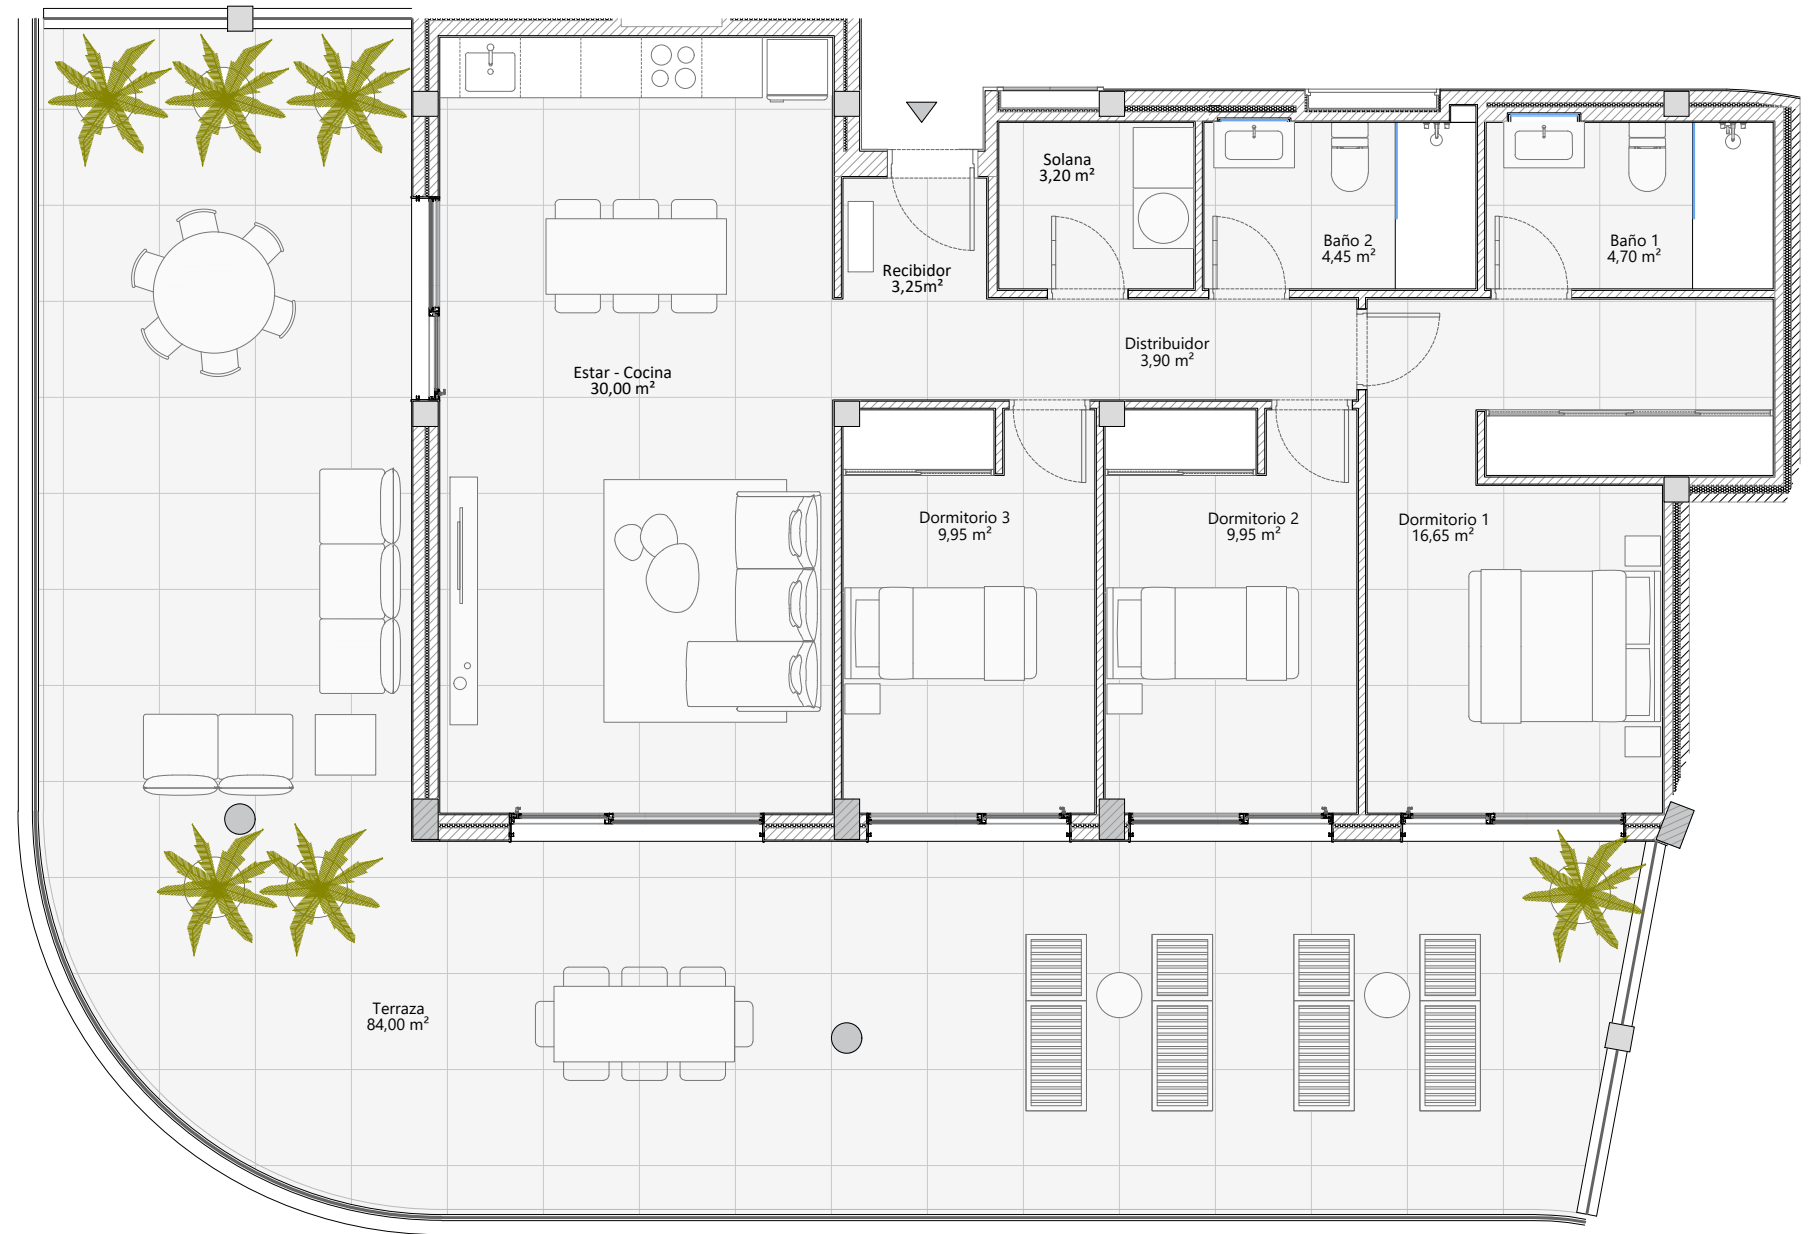 Solana
3,20 m²
Baño 2
4,45 m²
Baño 1
4,70 m²
Recibidor
3,25m²
Distribuidor
3,90 m²
Estar - Cocina
30,00 m²
Dormitorio 3
9,95 m²
Dormitorio 2
9,95 m²
Dormitorio 1
16,65 m²
Terraza
84,00 m²